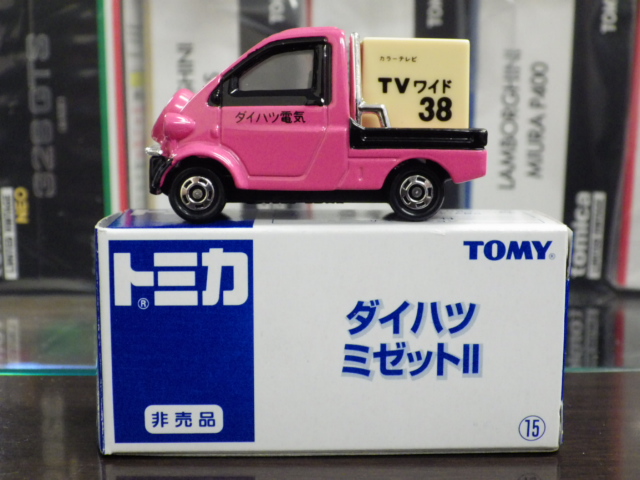 カラーテレビ
TVワイド
38
ダイハツ電気
トミカ®
TOMY®
ダイハツ
ミゼットII
非売品
15
328 GTS
NEO
LAMBORGHINI
MIURA P400
tomica
TOM